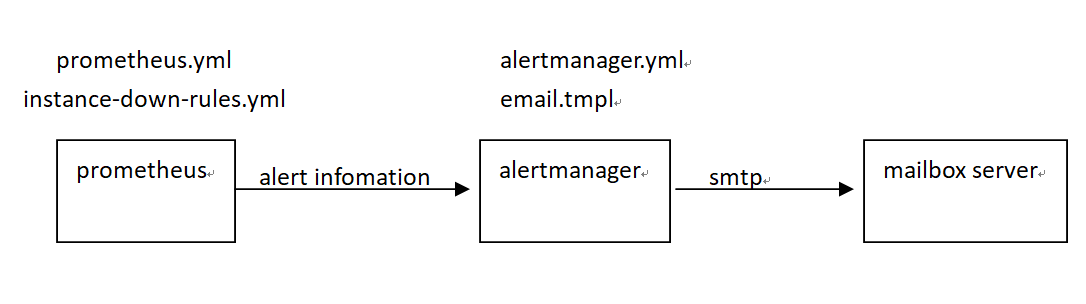 prometheus.yml
instance-down-rules.yml
alertmanager.yml
email.tmpl
prometheus
alert infomation
alertmanager
smtp
mailbox server